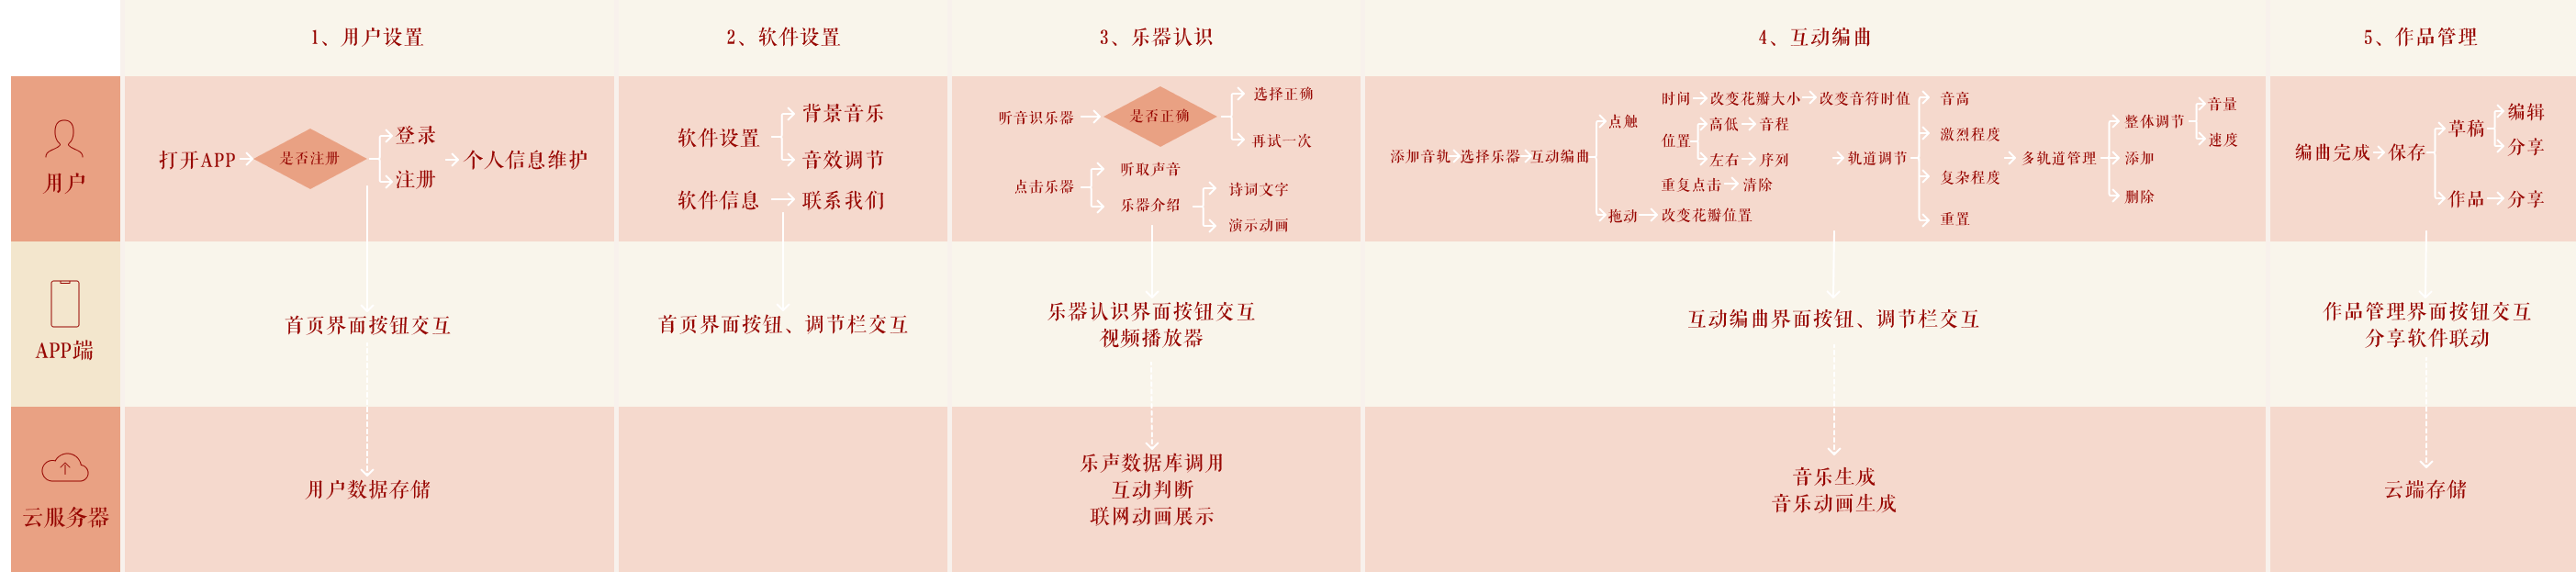 1、用户设置
2、软件设置
3、乐器认识
4、互动编曲
5、作品管理
用户
打开APP
是否注册
登录
注册
个人信息维护
软件设置
背景音乐
音效调节
软件信息
联系我们
听音识乐器
是否正确
选择正确
再试一次
点击乐器
听取声音
乐器介绍
诗词文字
演示动画
添加音轨
选择乐器
互动编曲
点触
时间
改变花瓣大小
改变音符时值
位置
高低
音程
左右
序列
重复点击
清除
拖动
改变花瓣位置
轨道调节
音高
激烈程度
复杂程度
重置
多轨道管理
整体调节
音量
速度
添加
删除
编曲完成
保存
草稿
编辑
分享
作品
分享
APP端
首页界面按钮交互
首页界面按钮、调节栏交互
乐器认识界面按钮交互
视频播放器
互动编曲界面按钮、调节栏交互
作品管理界面按钮交互
分享软件联动
云服务器
用户数据存储
乐声数据库调用
互动判断
联网动画展示
音乐生成
音乐动画生成
云端存储